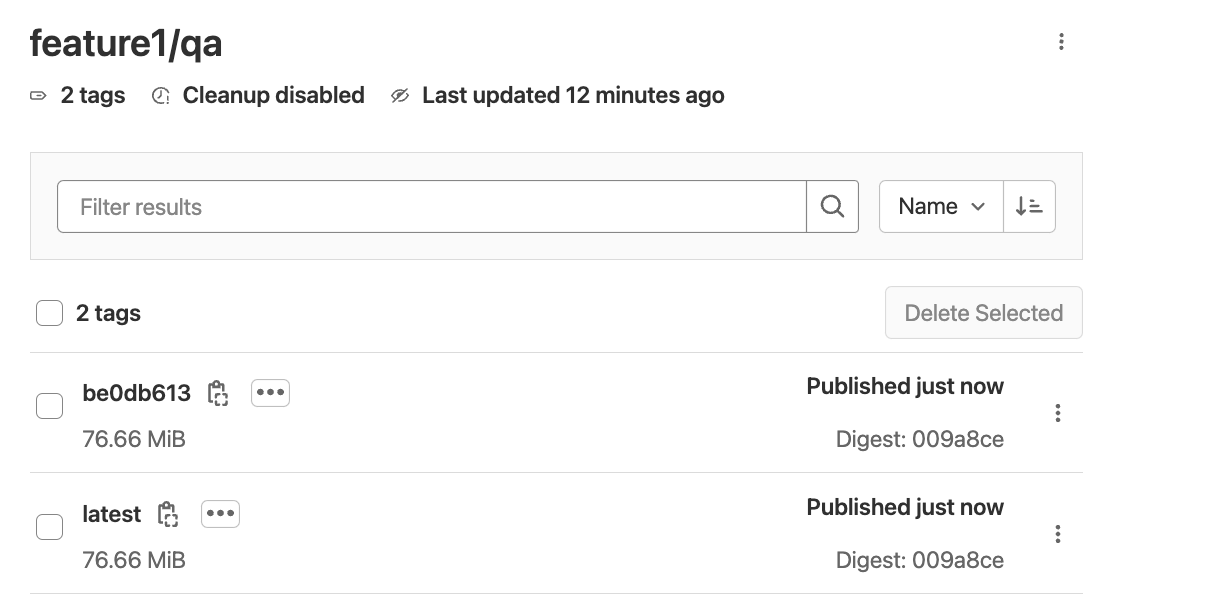 feature1/qa
2 tags Cleanup disabled Last updated 12 minutes ago
Filter results Name
2 tags Delete Selected
be0db613 Published just now
76.66 MiB Digest: 009a8ce
latest Published just now
76.66 MiB Digest: 009a8ce